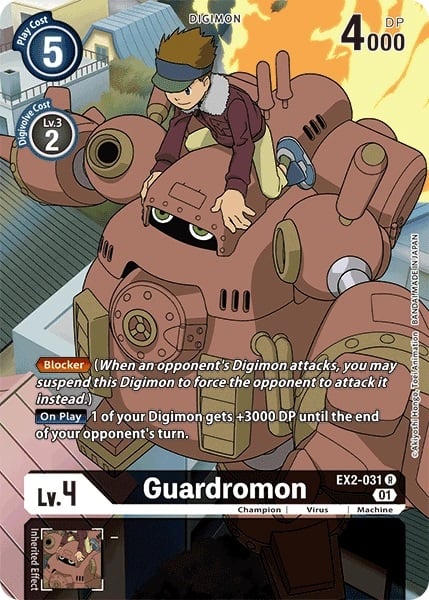 DIGIMON
Play Cost
5
DP
4000
Digivolve Cost
Lv.3
2
©Akiyoshi Hongo, Toei Animation BANDAI MADE IN JAPAN
Blocker (When an opponent's Digimon attacks, you may
suspend this Digimon to force the opponent to attack it
instead.)
On Play 1 of your Digimon gets +3000 DP until the end
of your opponent's turn.
Lv.4
Guardromon
EX2-031 R
01
Champion Virus Machine
Inherited Effect
-